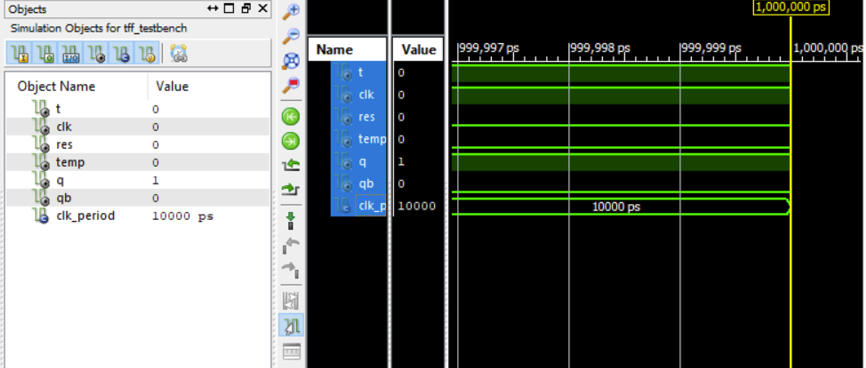 Objects
Simulation Objects for tff_testbench
Object Name Value
t 0
clk 0
res 0
temp 0
q 1
qb 0
clk_period 10000 ps
1,000,000 ps
Name Value
999,997 ps 999,998 ps 999,999 ps 1,000,000 ps
t 0
clk 0
res 0
temp 0
q 1
qb 0
clk_p 10000
10000 ps